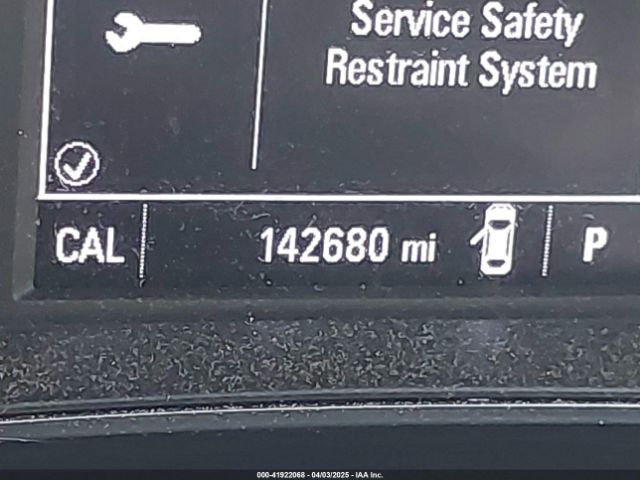 Service Safety
Restraint System
CAL 142680 mi P
000-41922068 - 04/03/2025 - IAA Inc.